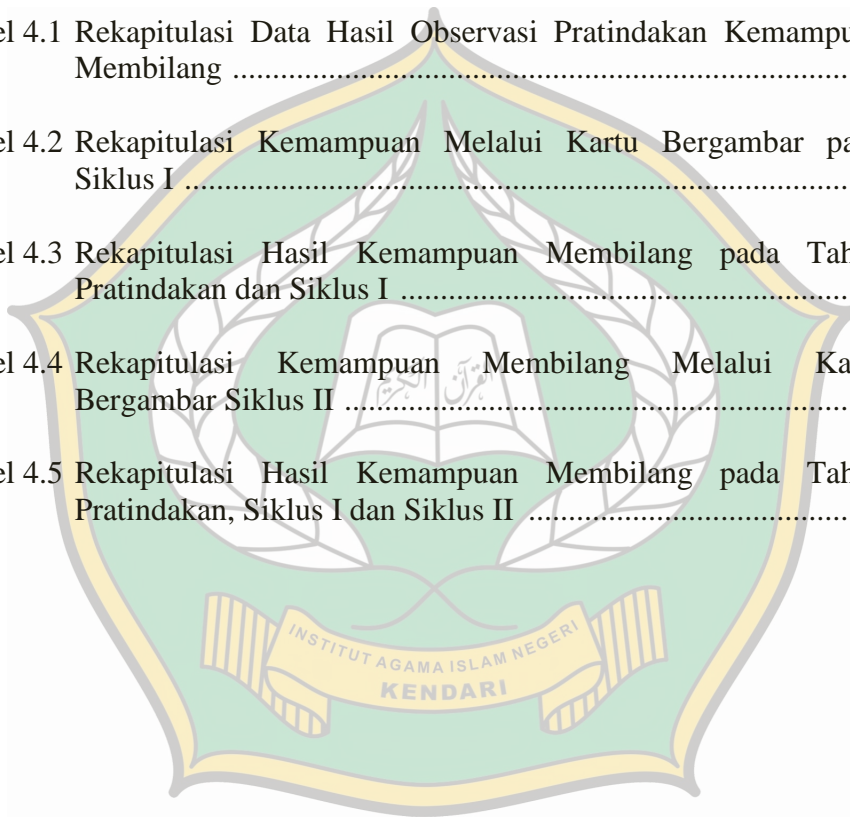 el 4.1 Rekapitulasi Data Hasil Observasi Pratindakan Kemampu
Membilang ................................................................................
el 4.2 Rekapitulasi Kemampuan Melalui Kartu Bergambar pa
Siklus I ......................................................................................
el 4.3 Rekapitulasi Hasil Kemampuan Membilang pada Tah
Pratindakan dan Siklus I ..........................................................
el 4.4 Rekapitulasi Kemampuan Membilang Melalui Ka
Bergambar Siklus II .................................................................
el 4.5 Rekapitulasi Hasil Kemampuan Membilang pada Tah
Pratindakan, Siklus I dan Siklus II .........................................
القرآن الكريم
INSTITUT AGAMA ISLAM NEGERI
KENDARI